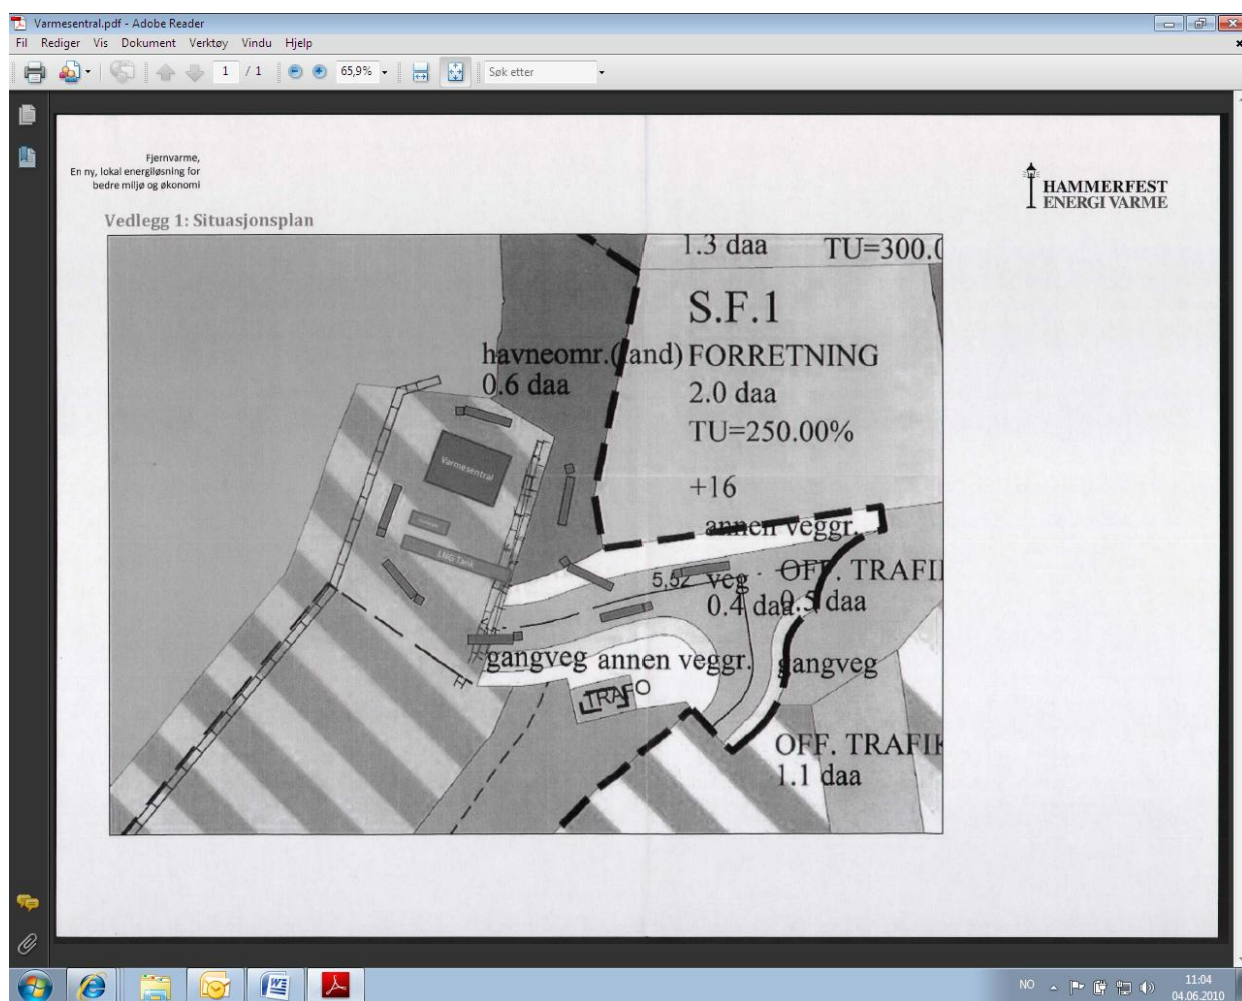 Varmesentral.pdf - Adobe Reader
Fil Rediger Vis Dokument Verktøy Vindu Hjelp
1 / 1 65,9% Søk etter
Fjernvarme,
En ny, lokal energiløsning for
bedre miljø og økonomi
HAMMERFEST
ENERGI VARME
Vedlegg 1: Situasjonsplan
1.3 daa TU=300.0
S.F.1
havneomr.(land) FORRETNING
0.6 daa
2.0 daa
TU=250.00%
Varmesentral
+16
annen veggr.
LNG Tank
5,52 veg OFF. TRAFI
0.4 daa 0.5 daa
gangveg annen veggr. gangveg
TRAFO
OFF. TRAFIK
1.1 daa
NO 11:04
04.06.2010